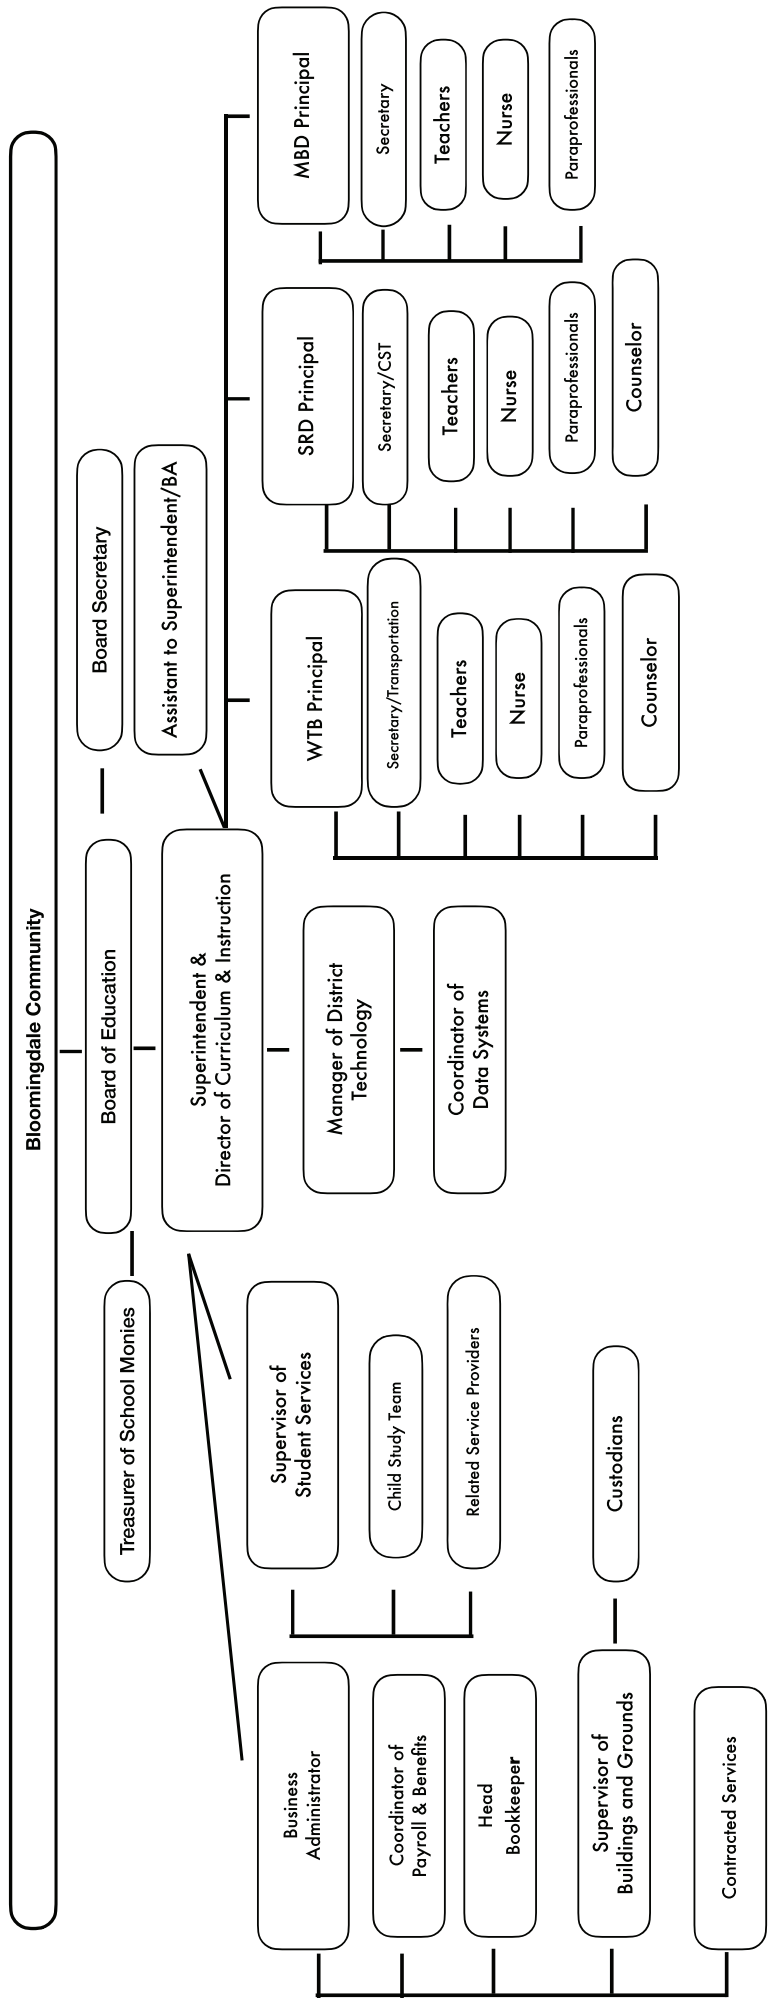 Bloomingdale Community
Treasurer of School Monies
Board of Education
Board Secretary
Superintendent &
Director of Curriculum & Instruction
Assistant to Superintendent/BA
Business
Administrator
Coordinator of
Payroll & Benefits
Head
Bookkeeper
Supervisor of
Buildings and Grounds
Custodians
Contracted Services
Supervisor of
Student Services
Child Study Team
Related Service Providers
Manager of District
Technology
Coordinator of
Data Systems
WTB Principal
Secretary/Transportation
Teachers
Nurse
Paraprofessionals
Counselor
SRD Principal
Secretary/CST
Teachers
Nurse
Paraprofessionals
Counselor
MBD Principal
Secretary
Teachers
Nurse
Paraprofessionals